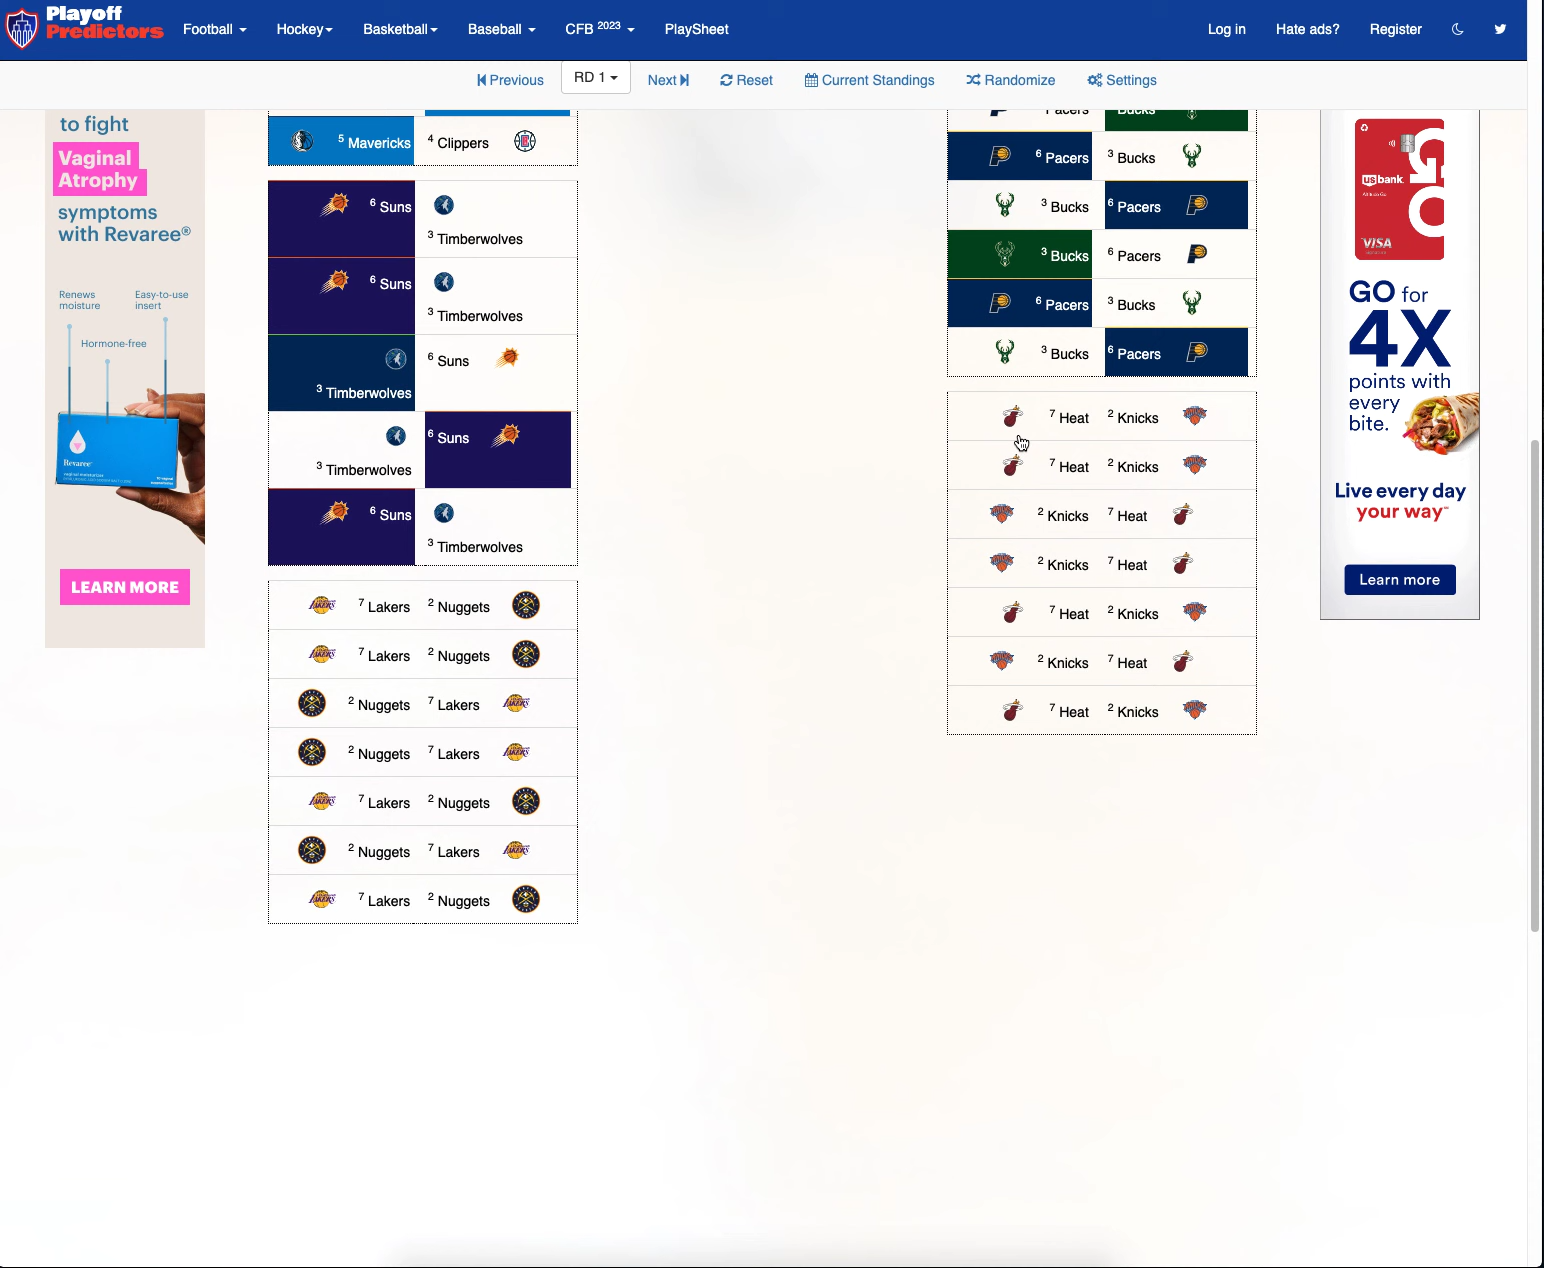 Playoff
Predictors
Football
Hockey
Basketball
Baseball
CFB 2023
PlaySheet
Log in
Hate ads?
Register
Previous
RD 1
Next
Reset
Current Standings
Randomize
Settings
to fight
Vaginal
Atrophy
symptoms
with Revaree®
Renews
moisture
Easy-to-use
insert
Hormone-free
Revaree
LEARN MORE
5 Mavericks 4 Clippers
6 Suns
3 Timberwolves
6 Suns
3 Timberwolves
6 Suns
3 Timberwolves
6 Suns
3 Timberwolves
6 Suns
3 Timberwolves
7 Lakers 2 Nuggets
7 Lakers 2 Nuggets
2 Nuggets 7 Lakers
2 Nuggets 7 Lakers
7 Lakers 2 Nuggets
2 Nuggets 7 Lakers
7 Lakers 2 Nuggets
Pacers Bucks
6 Pacers 3 Bucks
3 Bucks 6 Pacers
3 Bucks 6 Pacers
6 Pacers 3 Bucks
3 Bucks 6 Pacers
7 Heat 2 Knicks
7 Heat 2 Knicks
2 Knicks 7 Heat
2 Knicks 7 Heat
7 Heat 2 Knicks
2 Knicks 7 Heat
7 Heat 2 Knicks
GO
usbank
VISA
GO for
4X
points with
every
bite.
Live every day
your way™
Learn more